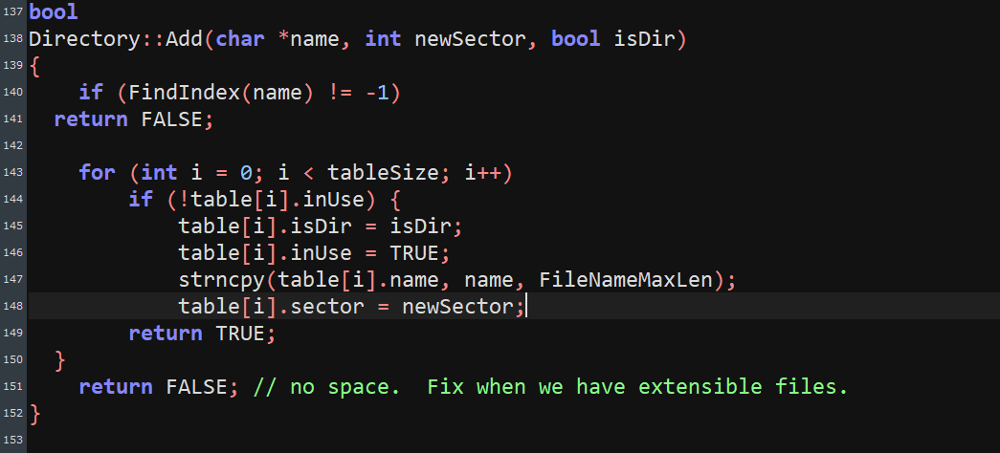 137 bool
138 Directory::Add(char *name, int newSector, bool isDir)
139 {
140     if (FindIndex(name) != -1)
141   return FALSE;
142
143     for (int i = 0; i < tableSize; i++)
144         if (!table[i].inUse) {
145             table[i].isDir = isDir;
146             table[i].inUse = TRUE;
147             strncpy(table[i].name, name, FileNameMaxLen);
148             table[i].sector = newSector;
149         return TRUE;
150   }
151     return FALSE; // no space.  Fix when we have extensible files.
152 }
153